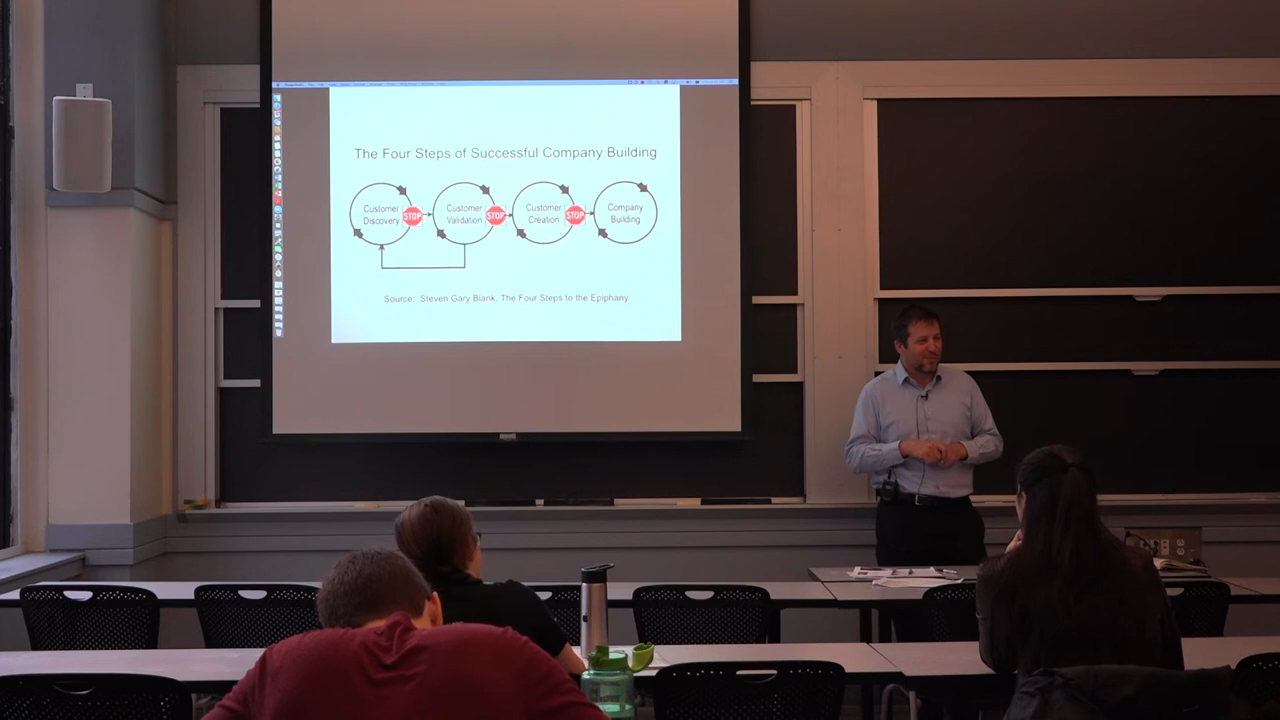 The Four Steps of Successful Company Building
Customer
Discovery
STOP
Customer
Validation
STOP
Customer
Creation
STOP
Company
Building
Source: Steven Gary Blank, The Four Steps to the Epiphany